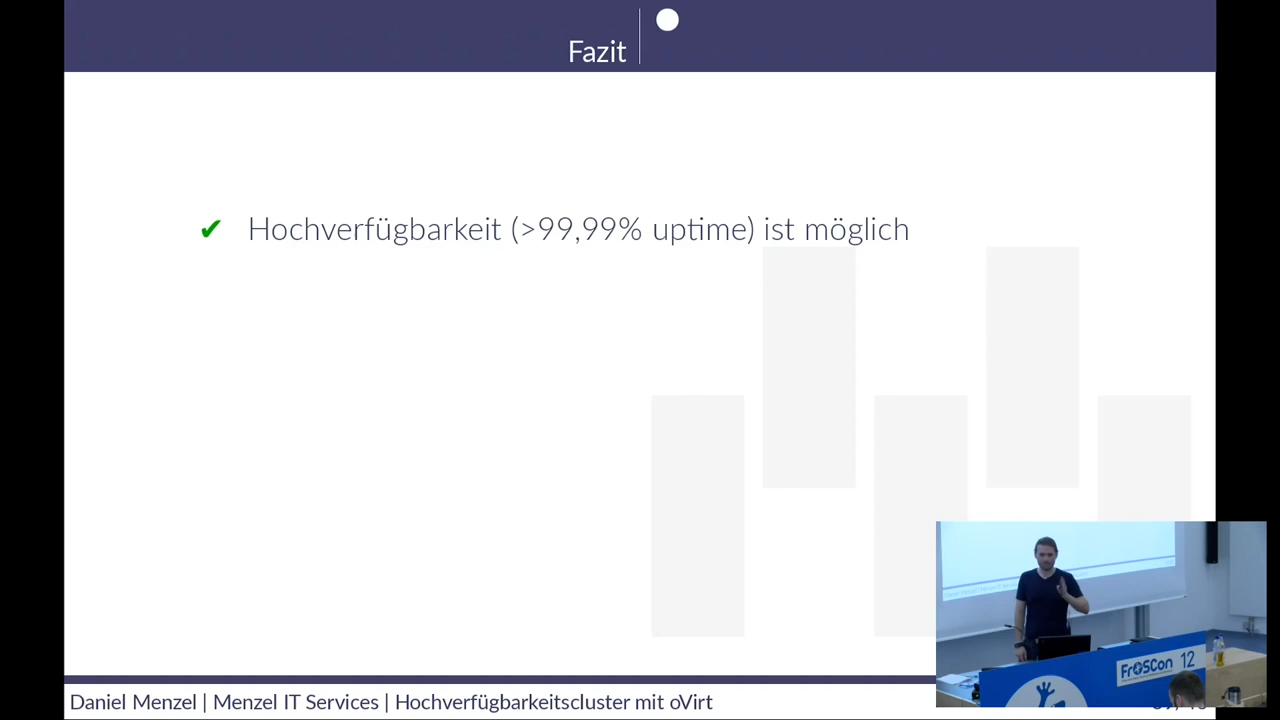 Fazit
✔ Hochverfügbarkeit (>99,99% uptime) ist möglich
FrOSCon 12
Daniel Menzel | Menzel IT Services | Hochverfügbarkeitscluster mit oVirt